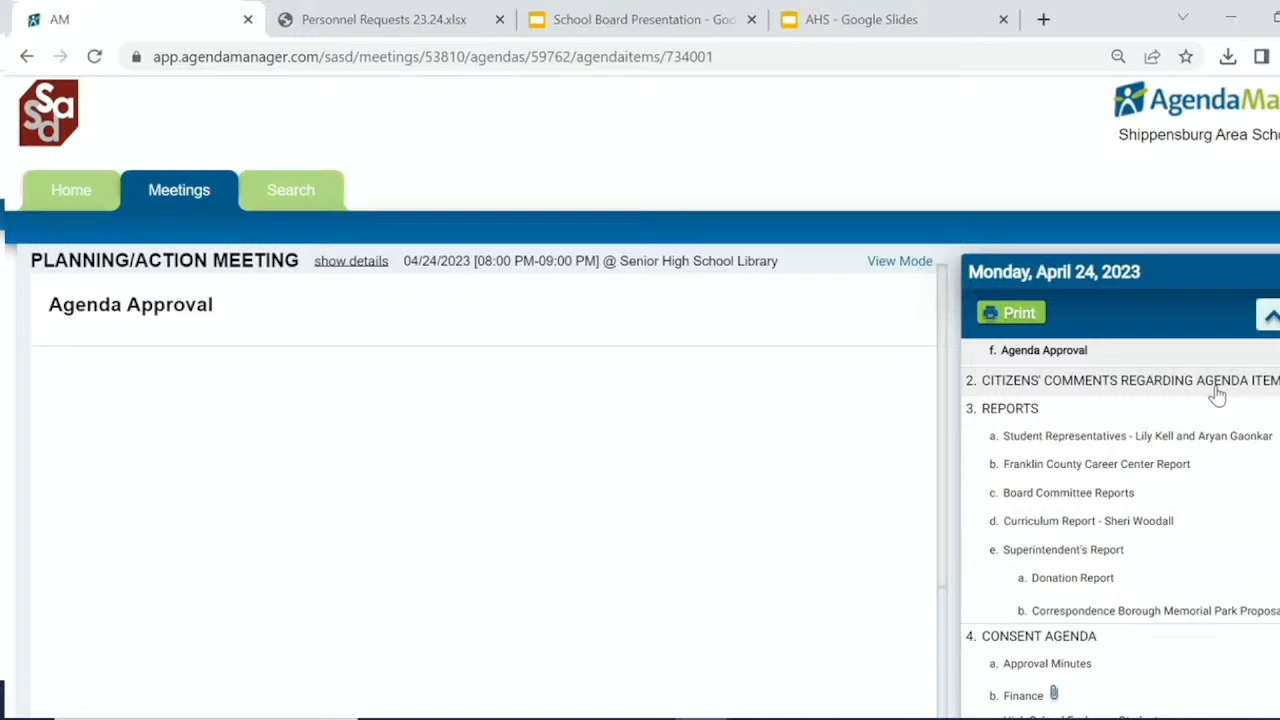 AM
Personnel Requests 23.24.xlsx
School Board Presentation - Goo
AHS - Google Slides
app.agendamanager.com/sasd/meetings/53810/agendas/59762/agendaitems/734001
Sa
sd
AgendaMa
Shippensburg Area Scho
Home
Meetings
Search
PLANNING/ACTION MEETING show details 04/24/2023 [08:00 PM-09:00 PM] @ Senior High School Library View Mode
Agenda Approval
Monday, April 24, 2023
Print
f. Agenda Approval
2. CITIZENS' COMMENTS REGARDING AGENDA ITEM
3. REPORTS
a. Student Representatives - Lily Kell and Aryan Gaonkar
b. Franklin County Career Center Report
c. Board Committee Reports
d. Curriculum Report - Sheri Woodall
e. Superintendent's Report
a. Donation Report
b. Correspondence Borough Memorial Park Proposa
4. CONSENT AGENDA
a. Approval Minutes
b. Finance